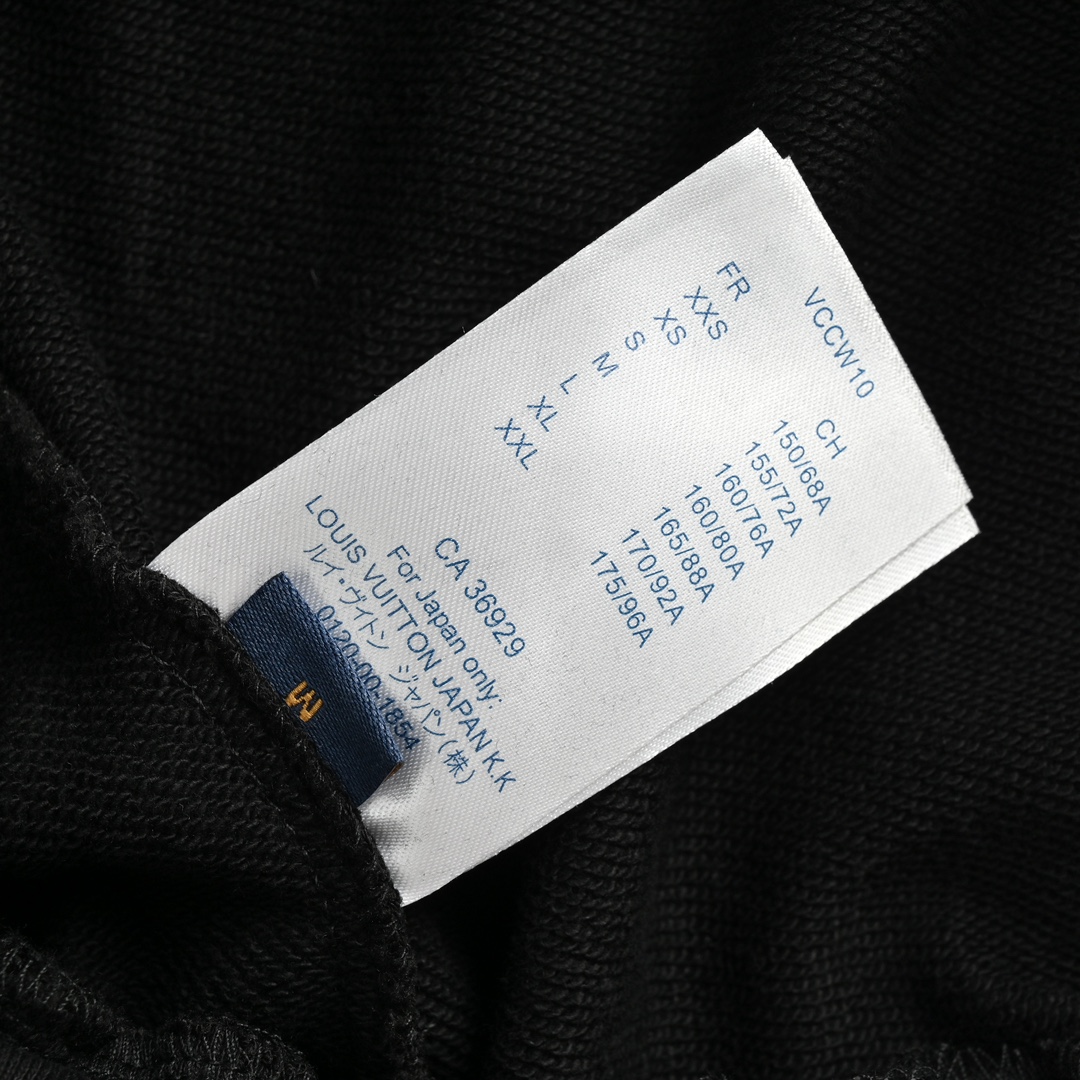 VCCW10
FR CH
XXS 150/68A
XS 155/72A
S 160/76A
M 160/80A
L 165/88A
XL 170/92A
XXL 175/96A
CA 36929
For Japan only:
LOUIS VUITTON JAPAN K.K
ルイ・ヴィトン ジャパン(株)
0120-00-1854
M